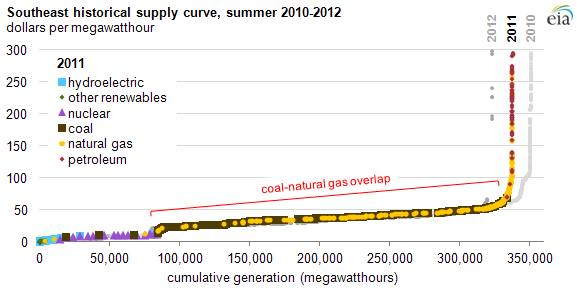 Southeast historical supply curve, summer 2010-2012
dollars per megawatthour
eia
2012
2011
2010
300
250
200
150
100
50
0
2011
hydroelectric
other renewables
nuclear
coal
natural gas
petroleum
coal-natural gas overlap
0 50,000 100,000 150,000 200,000 250,000 300,000 350,000
cumulative generation (megawatthours)